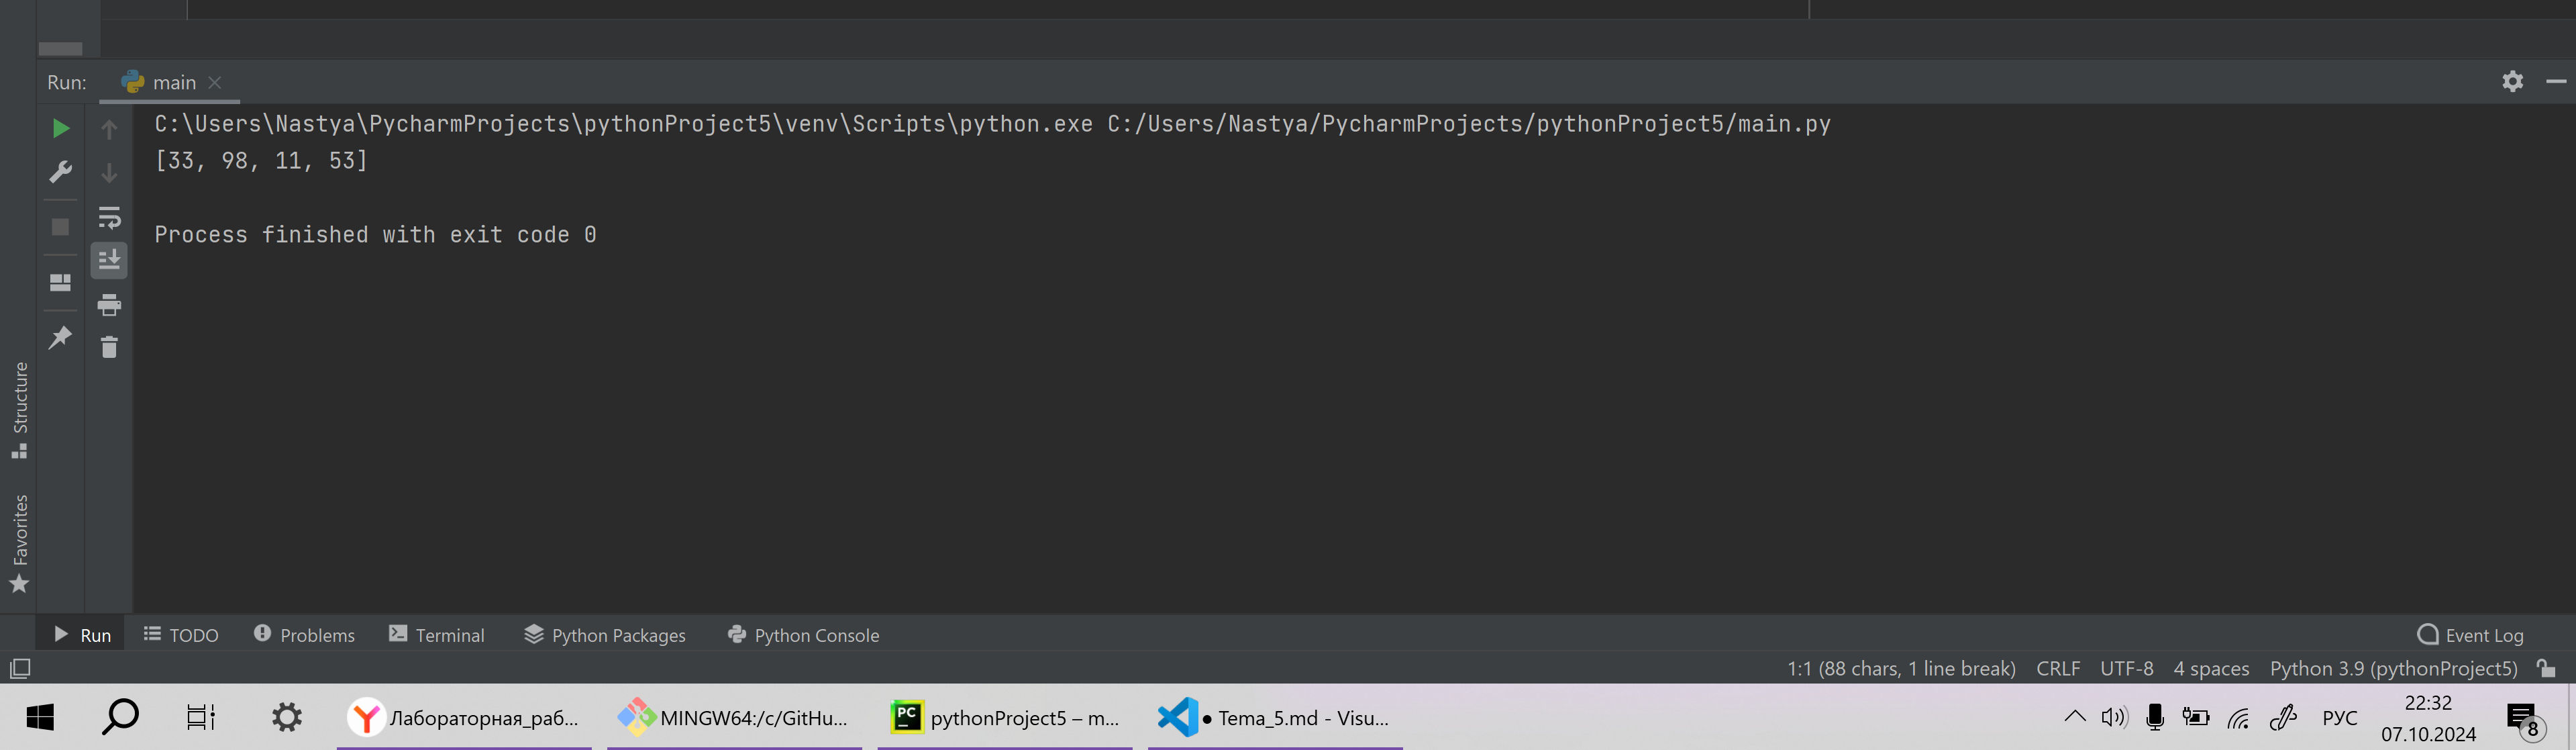 Run: main
C:\Users\Nastya\PycharmProjects\pythonProject5\venv\Scripts\python.exe C:/Users/Nastya/PycharmProjects/pythonProject5/main.py
[33, 98, 11, 53]
Process finished with exit code 0
Structure
Favorites
Run TODO Problems Terminal Python Packages Python Console Event Log
1:1 (88 chars, 1 line break) CRLF UTF-8 4 spaces Python 3.9 (pythonProject5)
Лабораторная_раб... MINGW64:/c/GitHu... PC pythonProject5 – m... ● Tema_5.md - Visu... РУС 22:32
07.10.2024 8